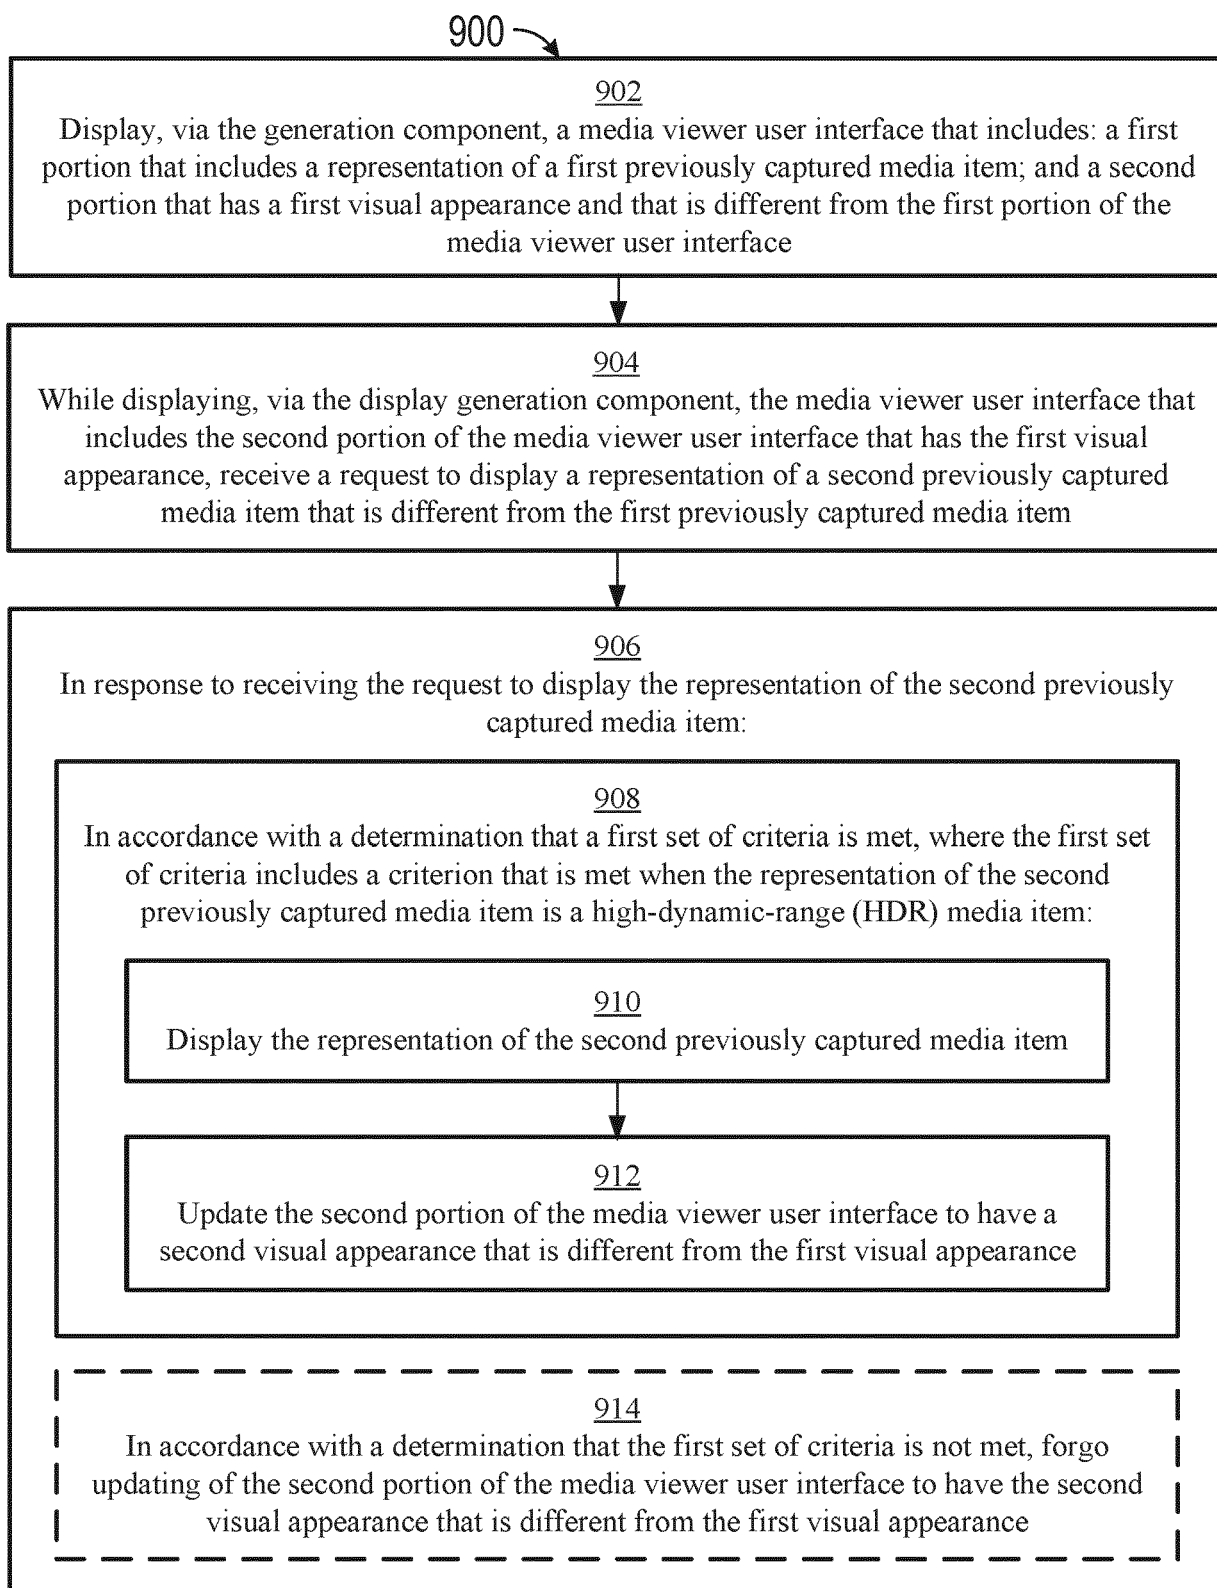 900
902
Display, via the generation component, a media viewer user interface that includes: a first
portion that includes a representation of a first previously captured media item; and a second
portion that has a first visual appearance and that is different from the first portion of the
media viewer user interface
904
While displaying, via the display generation component, the media viewer user interface that
includes the second portion of the media viewer user interface that has the first visual
appearance, receive a request to display a representation of a second previously captured
media item that is different from the first previously captured media item
906
In response to receiving the request to display the representation of the second previously
captured media item:
908
In accordance with a determination that a first set of criteria is met, where the first set
of criteria includes a criterion that is met when the representation of the second
previously captured media item is a high-dynamic-range (HDR) media item:
910
Display the representation of the second previously captured media item
912
Update the second portion of the media viewer user interface to have a
second visual appearance that is different from the first visual appearance
914
In accordance with a determination that the first set of criteria is not met, forgo
updating of the second portion of the media viewer user interface to have the second
visual appearance that is different from the first visual appearance